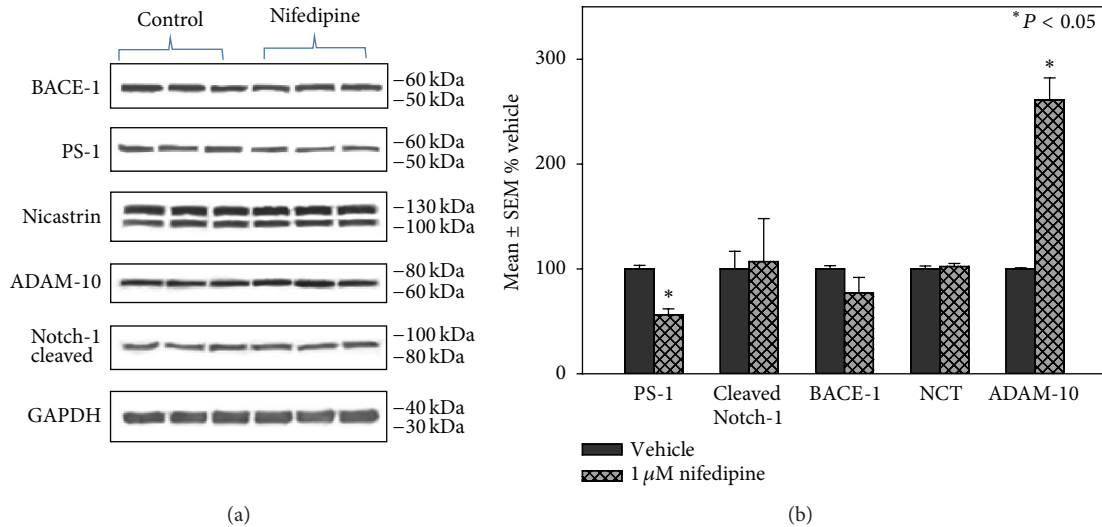 Control Nifedipine
BACE-1
−60 kDa
−50 kDa
PS-1
−60 kDa
−50 kDa
Nicastrin
−130 kDa
−100 kDa
ADAM-10
−80 kDa
−60 kDa
Notch-1
cleaved
−100 kDa
−80 kDa
GAPDH
−40 kDa
−30 kDa
(a)
* P < 0.05
Mean ± SEM % vehicle
300
200
100
0
*
*
PS-1 Cleaved Notch-1 BACE-1 NCT ADAM-10
Vehicle
1 μM nifedipine
(b)